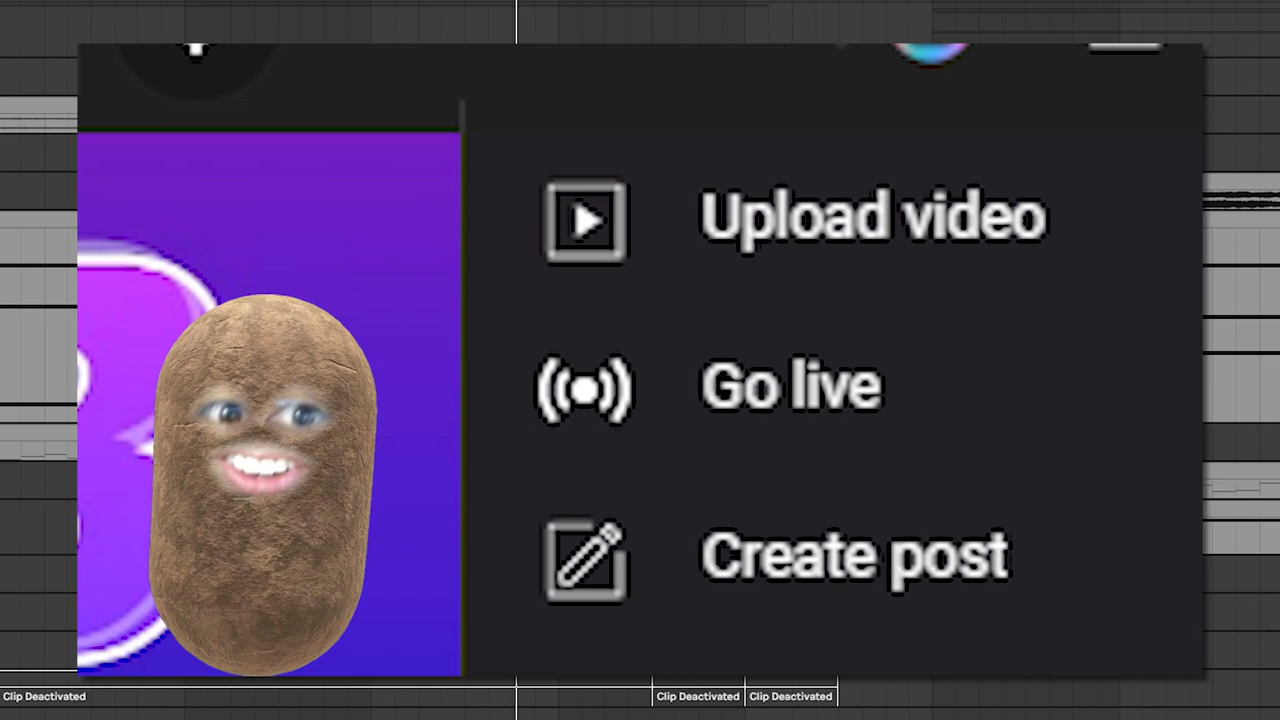 Upload video
Go live
Create post
Clip Deactivated
Clip Deactivated
Clip Deactivated